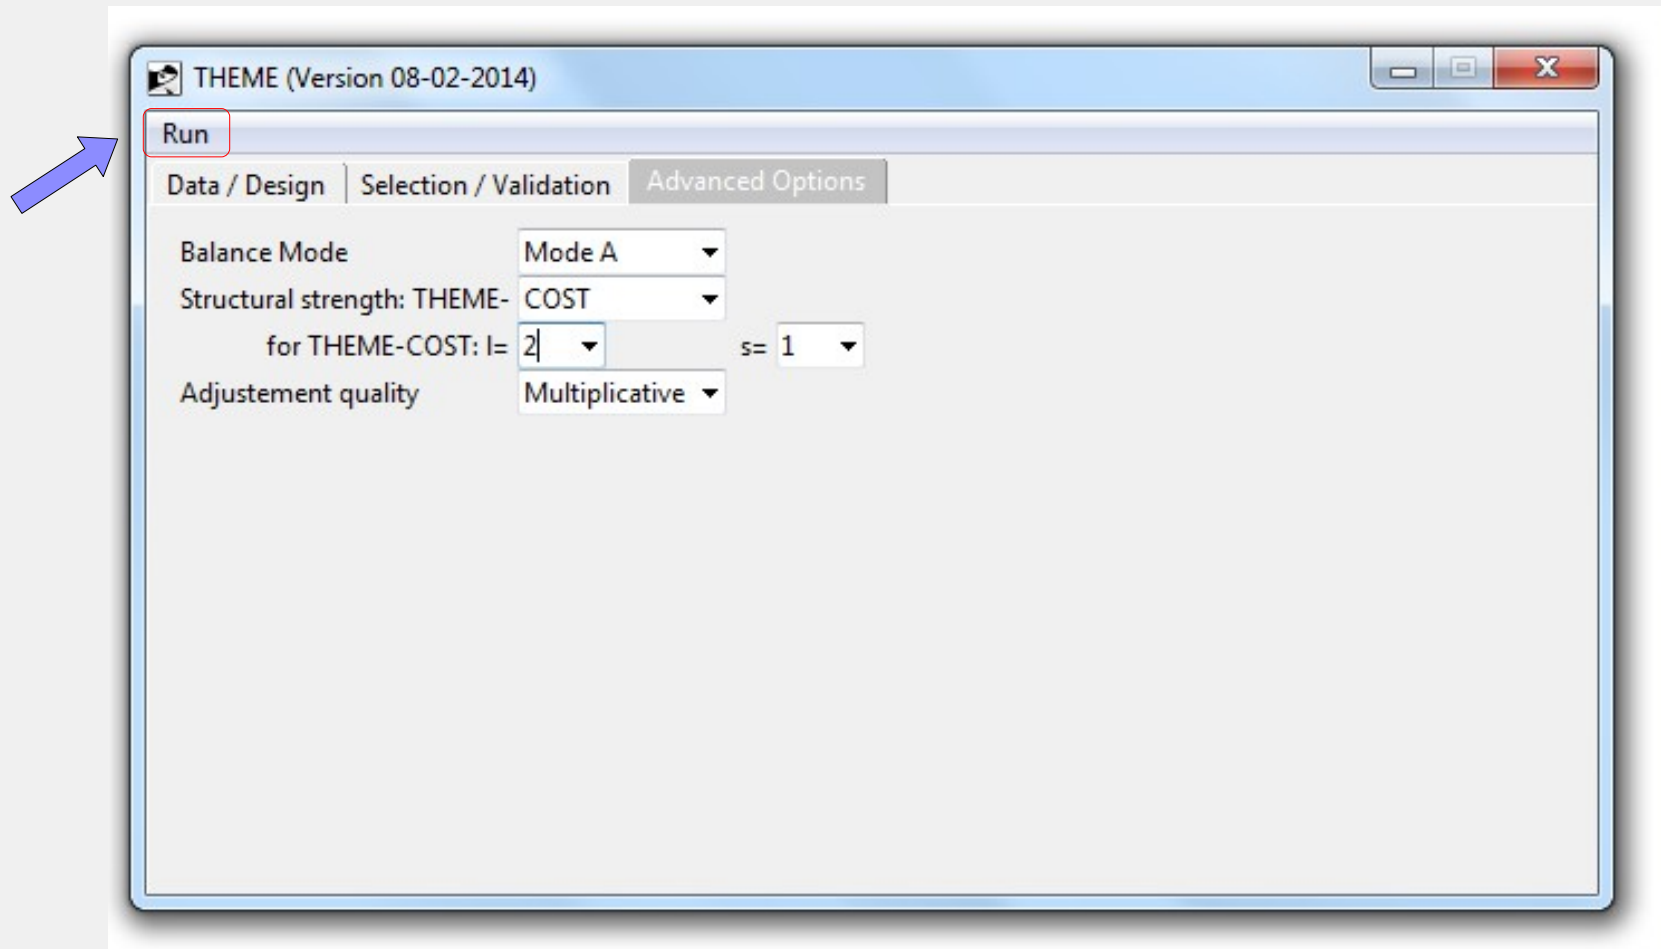 THEME (Version 08-02-2014)
Run
Data / Design Selection / Validation Advanced Options
Balance Mode Mode A
Structural strength: THEME- COST
for THEME-COST: l= 2 s= 1
Adjustement quality Multiplicative